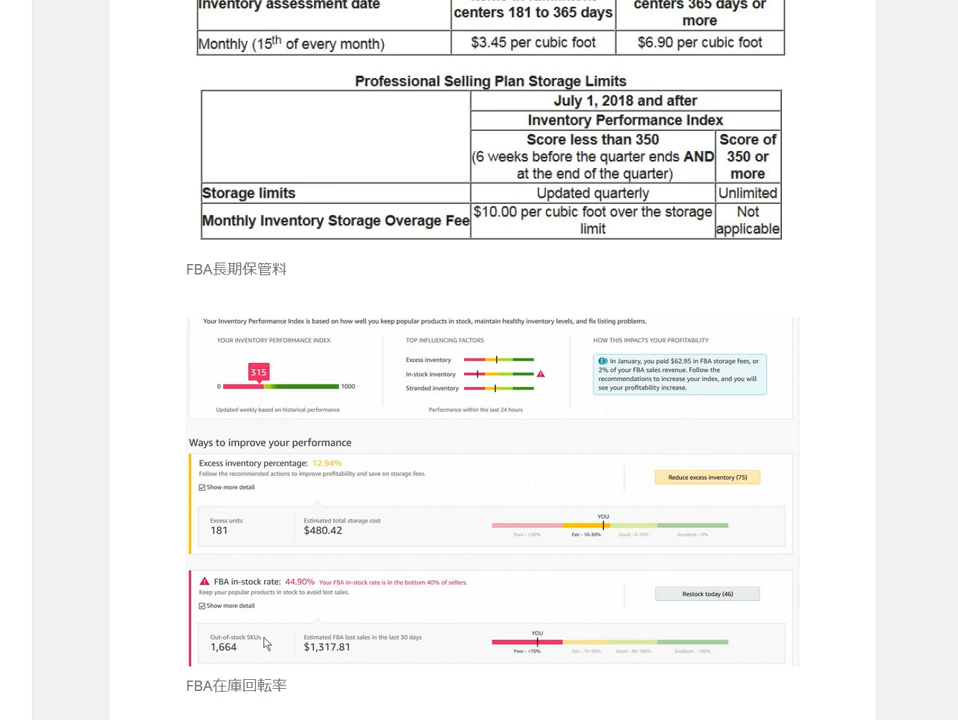 Inventory assessment date
centers 181 to 365 days
centers 365 days or
more
Monthly (15th of every month)
$3.45 per cubic foot
$6.90 per cubic foot
Professional Selling Plan Storage Limits
July 1, 2018 and after
Inventory Performance Index
Score less than 350
(6 weeks before the quarter ends AND
at the end of the quarter)
Score of
350 or
more
Storage limits
Updated quarterly
Unlimited
Monthly Inventory Storage Overage Fee
$10.00 per cubic foot over the storage
limit
Not
applicable
FBA長期保管料
Your Inventory Performance Index is based on how well you keep popular products in stock, maintain healthy inventory levels, and fix listing problems.
YOUR INVENTORY PERFORMANCE INDEX
315
0
1000
Updated weekly based on historical performance
TOP INFLUENCING FACTORS
Excess inventory
In-stock inventory
Stranded inventory
Performance within the last 24 hours
HOW THIS IMPACTS YOUR PROFITABILITY
In January, you paid $62.95 in FBA storage fees, or
2% of your FBA sales revenue. Follow the
recommendations to increase your index, and you will
see your profitability increase.
Ways to improve your performance
Excess inventory percentage: 12.94%
Follow the recommended actions to improve profitability and save on storage fees.
Show more detail
Reduce excess inventory (75)
Excess units
181
Estimated total storage cost
$480.42
YOU
Fair - 10-30%
FBA in-stock rate: 44.90% Your FBA in-stock rate is in the bottom 40% of sellers.
Keep your popular products in stock to avoid lost sales.
Show more detail
Restock today (46)
Out-of-stock SKUs
1,664
Estimated FBA lost sales in the last 30 days
$1,317.81
YOU
Poor - <70%
FBA在庫回転率